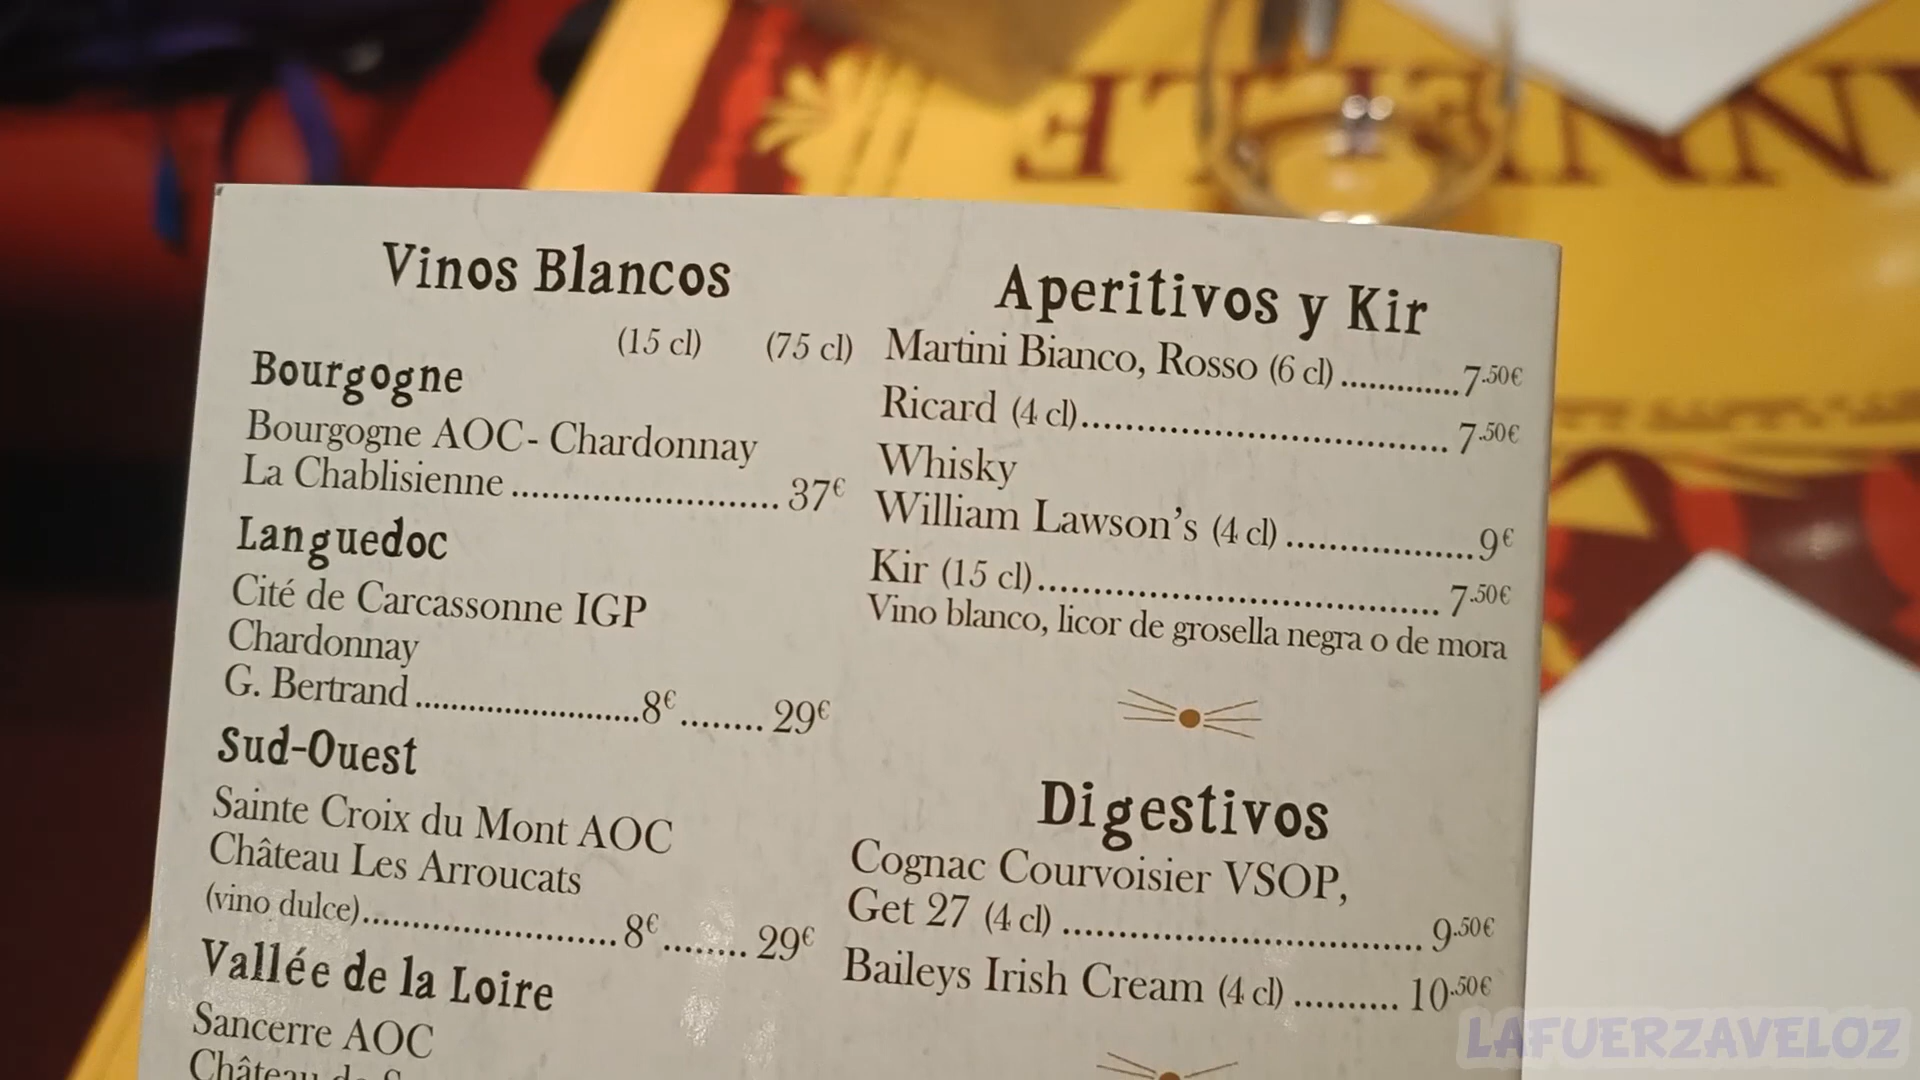 NNELLE
Vinos Blancos
(15 cl) (75 cl)
Bourgogne
Bourgogne AOC - Chardonnay
La Chablisienne .......................... 37€
Languedoc
Cité de Carcassonne IGP
Chardonnay
G. Bertrand ........................8€ ........ 29€
Sud-Ouest
Sainte Croix du Mont AOC
Château Les Arroucats
(vino dulce)..........................8€ ........ 29€
Vallée de la Loire
Sancerre AOC
Château de S
Aperitivos y Kir
Martini Bianco, Rosso (6 cl) ............7.50€
Ricard (4 cl).................................... 7.50€
Whisky
William Lawson's (4 cl) ..................9€
Kir (15 cl)........................................ 7.50€
Vino blanco, licor de grosella negra o de mora
Digestivos
Cognac Courvoisier VSOP,
Get 27 (4 cl) .................................... 9.50€
Baileys Irish Cream (4 cl) .......... 10.50€
LAFUERZAVELOZ